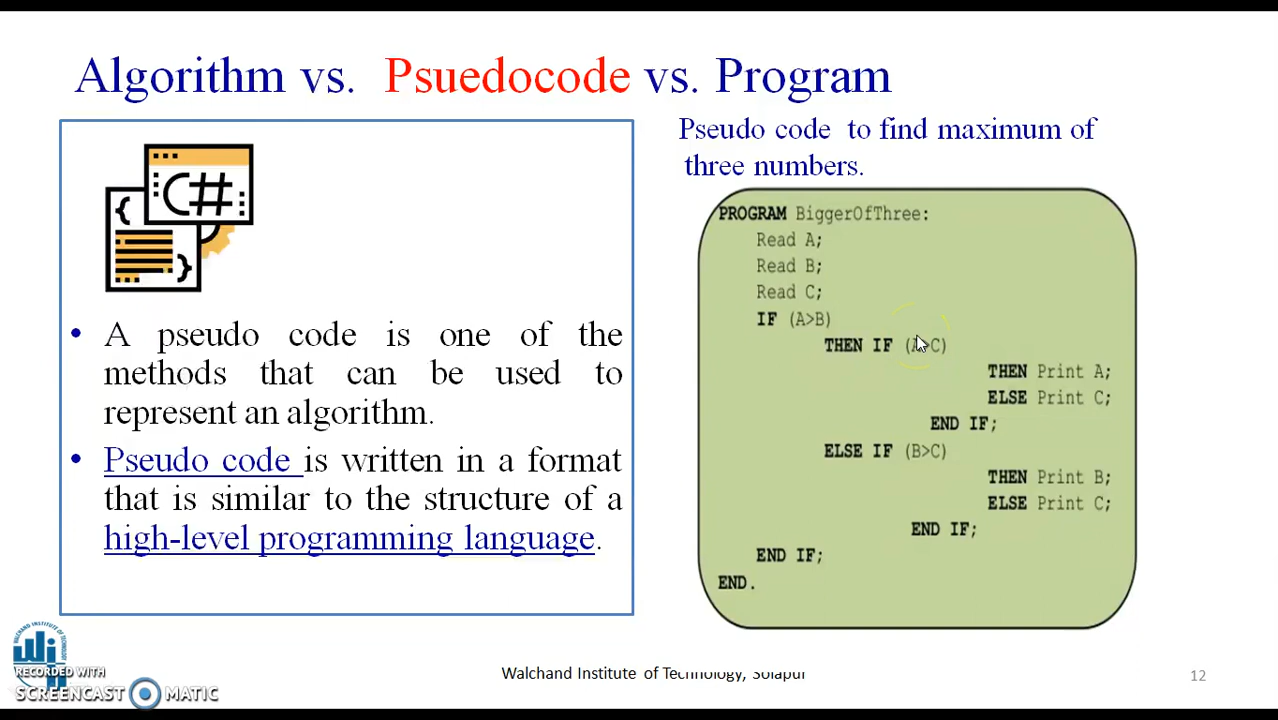 Algorithm vs. Psuedocode vs. Program
C#
{
}
• A pseudo code is one of the
methods that can be used to
represent an algorithm.
• Pseudo code is written in a format
that is similar to the structure of a
high-level programming language.
Pseudo code to find maximum of
three numbers.
PROGRAM BiggerOfThree:
Read A;
Read B;
Read C;
IF (A>B)
THEN IF (A>C)
THEN Print A;
ELSE Print C;
END IF;
ELSE IF (B>C)
THEN Print B;
ELSE Print C;
END IF;
END IF;
END.
WALCHAND INSTITUTE OF TECHNOLOGY
RECORDED WITH
SCREENCAST MATIC
Walchand Institute of Technology, Solapur
12